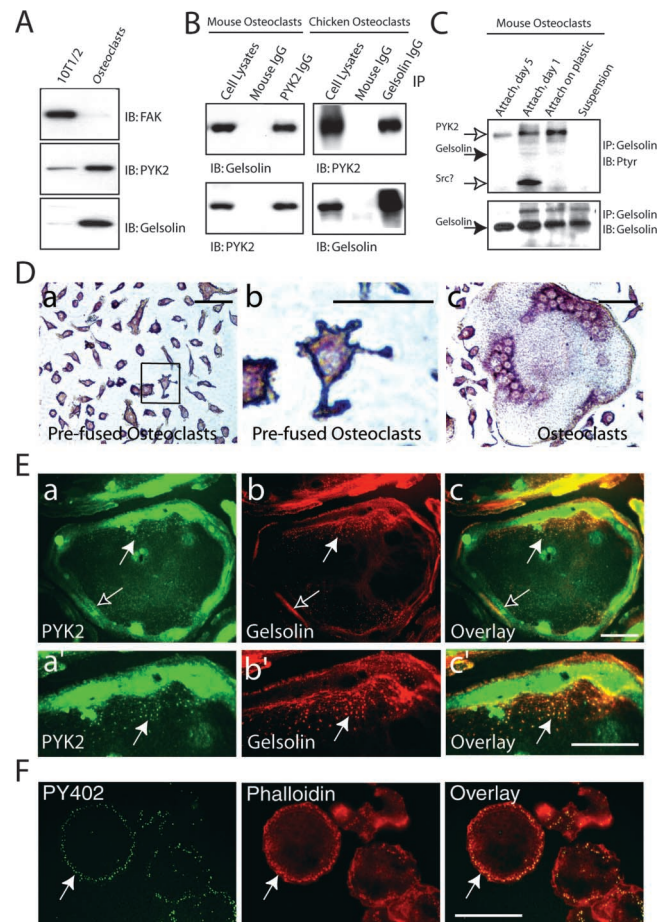 A
10T1/2
Osteoclasts
IB: FAK
IB: PYK2
IB: Gelsolin
B
Mouse Osteoclasts
Chicken Osteoclasts
Cell Lysates
Mouse IgG
PYK2 IgG
Cell Lysates
Mouse IgG
Gelsolin IgG
IP
IB: Gelsolin
IB: PYK2
IB: PYK2
IB: Gelsolin
C
Mouse Osteoclasts
Attach, day 5
Attach, day 1
Attach on plastic
Suspension
PYK2
Gelsolin
Src?
IP: Gelsolin
IB: Ptyr
Gelsolin
IP: Gelsolin
IB: Gelsolin
D
a
Pre-fused Osteoclasts
b
Pre-fused Osteoclasts
c
Osteoclasts
E
a
PYK2
b
Gelsolin
c
Overlay
a'
PYK2
b'
Gelsolin
c'
Overlay
F
PY402
Phalloidin
Overlay